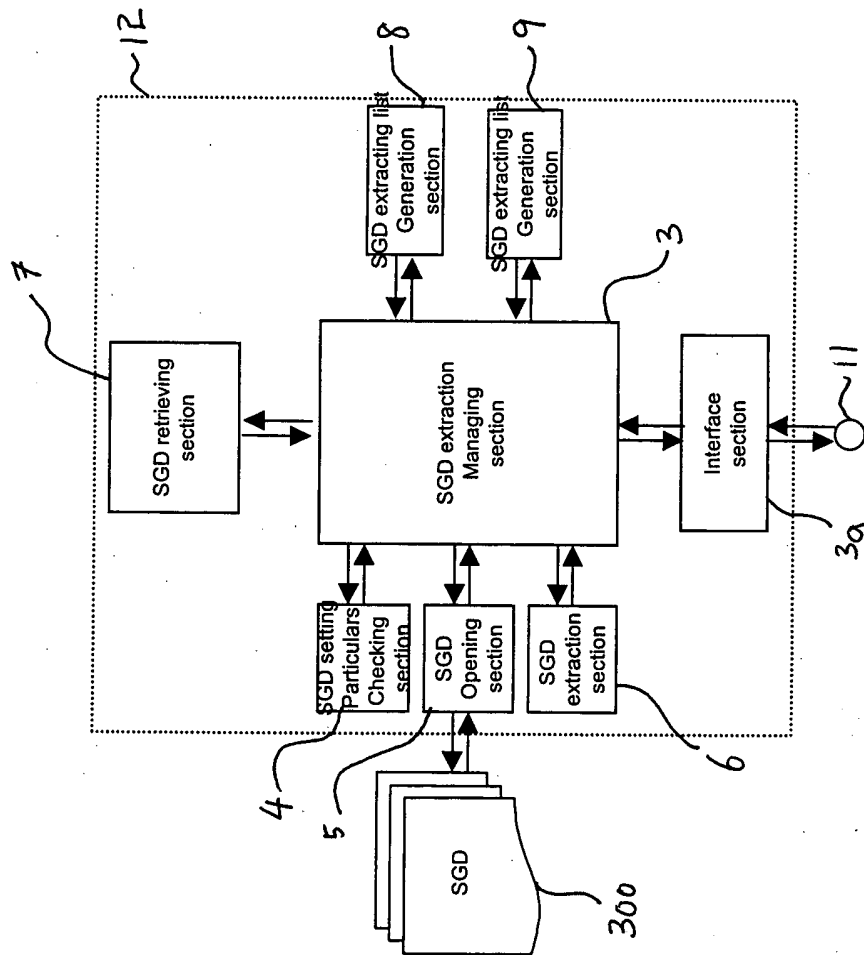 12
7
SGD retrieving
section
8
SGD extracting list
Generation
section
9
SGD extracting list
Generation
section
3
SGD extraction
Managing
section
SGD setting
Particulars
Checking
section
4
SGD
Opening
section
5
SGD
extraction
section
6
SGD
300
Interface
section
3a
11